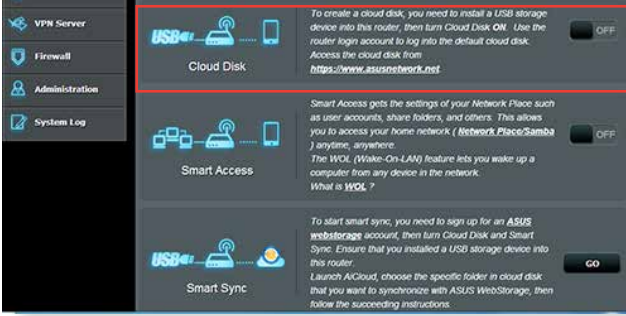 VPN Server
Firewall
Administration
System Log
USB
Cloud Disk
To create a cloud disk, you need to install a USB storage
device into this router, then turn Cloud Disk ON. Use the
router login account to log into the default cloud disk.
Access the cloud disk from
https://www.asusnetwork.net
OFF
Smart Access
Smart Access gets the settings of your Network Place such
as user accounts, share folders, and others. This allows
you to access your home network ( Network Place/Samba
) anytime, anywhere.
The WOL (Wake-On-LAN) feature lets you wake up a
computer from any device in the network.
What is WOL ?
OFF
USB
Smart Sync
To start smart sync, you need to sign up for an ASUS
webstorage account, then turn Cloud Disk and Smart
Sync. Ensure that you installed a USB storage device into
this router.
Launch AiCloud, choose the specific folder in cloud disk
that you want to synchronize with ASUS WebStorage, then
follow the succeeding instructions.
GO